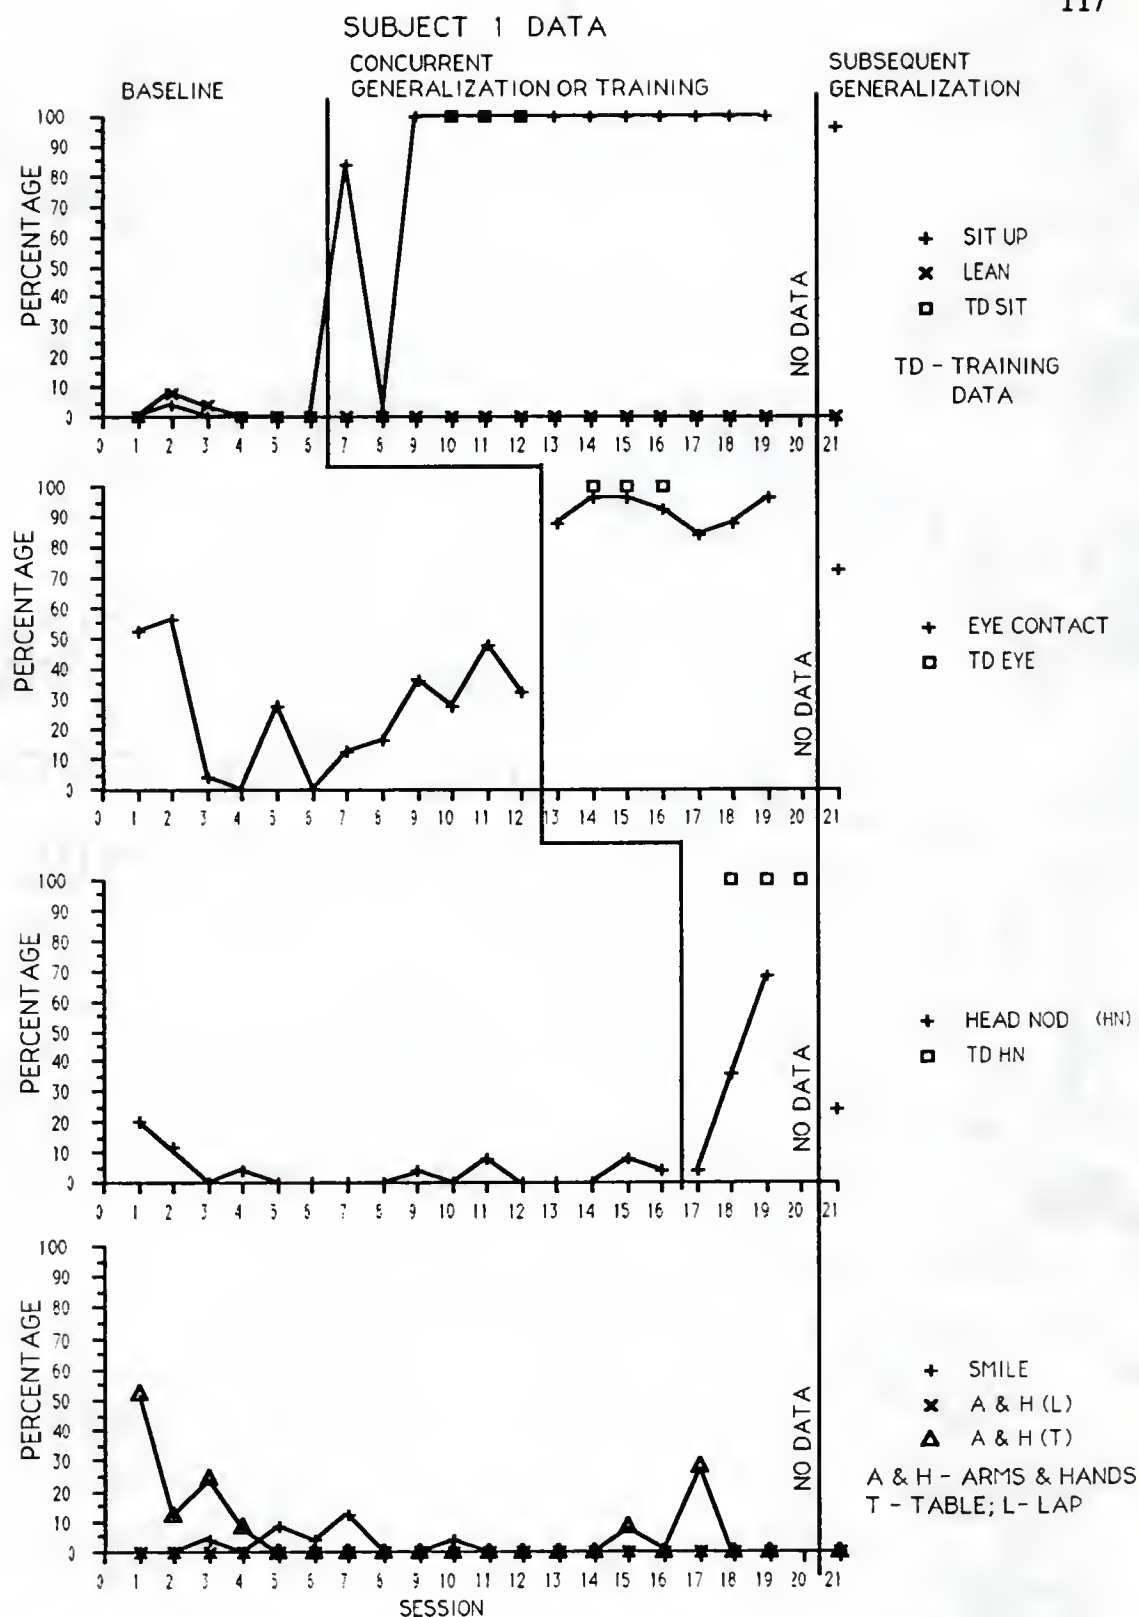 117
SUBJECT 1 DATA
BASELINE
CONCURRENT
GENERALIZATION OR TRAINING
SUBSEQUENT
GENERALIZATION
PERCENTAGE
100
90
80
70
60
50
40
30
20
10
0
0 1 2 3 4 5 6 7 8 9 10 11 12 13 14 15 16 17 18 19 20 21
NO DATA
SIT UP
LEAN
TD SIT
TD - TRAINING
DATA
PERCENTAGE
100
90
80
70
60
50
40
30
20
10
0
0 1 2 3 4 5 6 7 8 9 10 11 12 13 14 15 16 17 18 19 20 21
NO DATA
EYE CONTACT
TD EYE
PERCENTAGE
100
90
80
70
60
50
40
30
20
10
0
0 1 2 3 4 5 6 7 8 9 10 11 12 13 14 15 16 17 18 19 20 21
NO DATA
HEAD NOD (HN)
TD HN
PERCENTAGE
100
90
80
70
60
50
40
30
20
10
0
0 1 2 3 4 5 6 7 8 9 10 11 12 13 14 15 16 17 18 19 20 21
NO DATA
SMILE
A & H (L)
A & H (T)
A & H - ARMS & HANDS
T - TABLE; L- LAP
SESSION